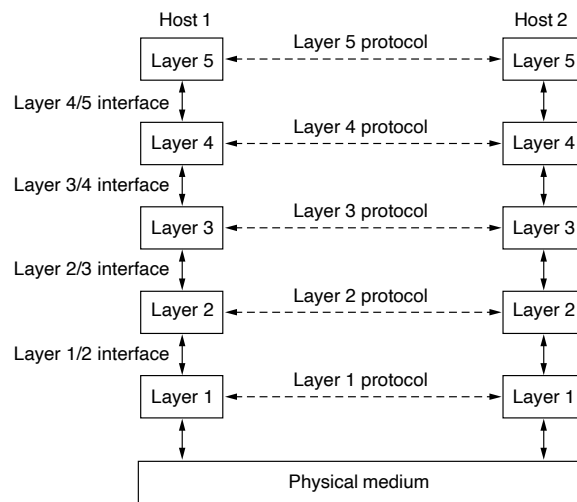 Host 1
Host 2
Layer 5
Layer 5 protocol
Layer 5
Layer 4/5 interface
Layer 4
Layer 4 protocol
Layer 4
Layer 3/4 interface
Layer 3
Layer 3 protocol
Layer 3
Layer 2/3 interface
Layer 2
Layer 2 protocol
Layer 2
Layer 1/2 interface
Layer 1
Layer 1 protocol
Layer 1
Physical medium